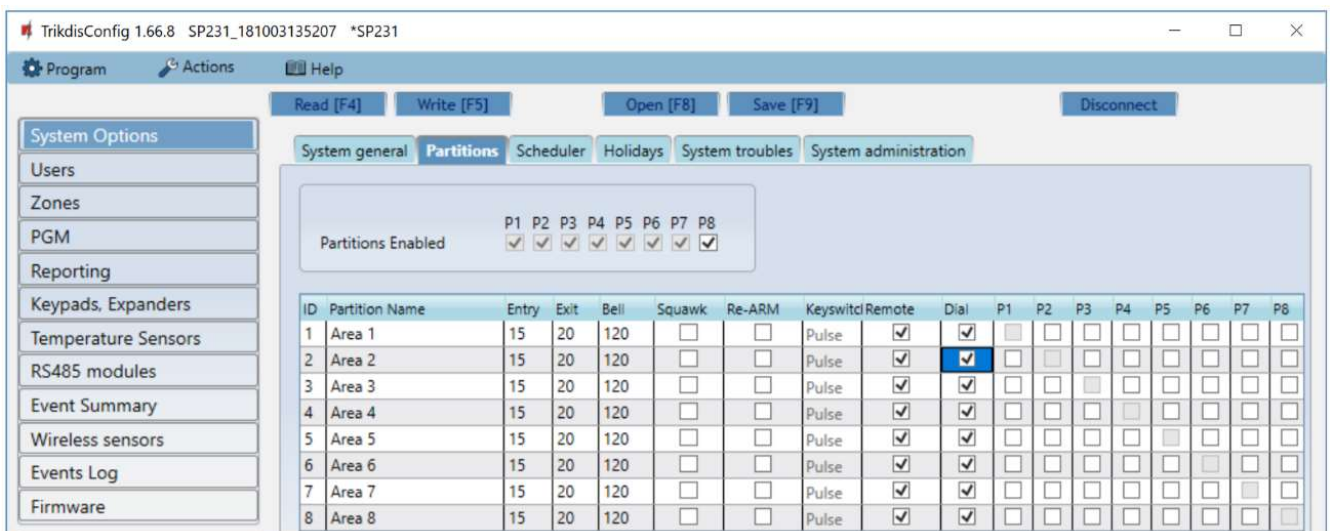 TrikdisConfig 1.66.8 SP231_181003135207 *SP231
Program Actions Help
Read [F4] Write [F5] Open [F8] Save [F9] Disconnect
System Options
Users
Zones
PGM
Reporting
Keypads, Expanders
Temperature Sensors
RS485 modules
Event Summary
Wireless sensors
Events Log
Firmware
System general Partitions Scheduler Holidays System troubles System administration
P1 P2 P3 P4 P5 P6 P7 P8
Partitions Enabled
ID Partition Name Entry Exit Bell Squawk Re-ARM Keyswitcl Remote Dial P1 P2 P3 P4 P5 P6 P7 P8
1 Area 1 15 20 120 Pulse
2 Area 2 15 20 120 Pulse
3 Area 3 15 20 120 Pulse
4 Area 4 15 20 120 Pulse
5 Area 5 15 20 120 Pulse
6 Area 6 15 20 120 Pulse
7 Area 7 15 20 120 Pulse
8 Area 8 15 20 120 Pulse